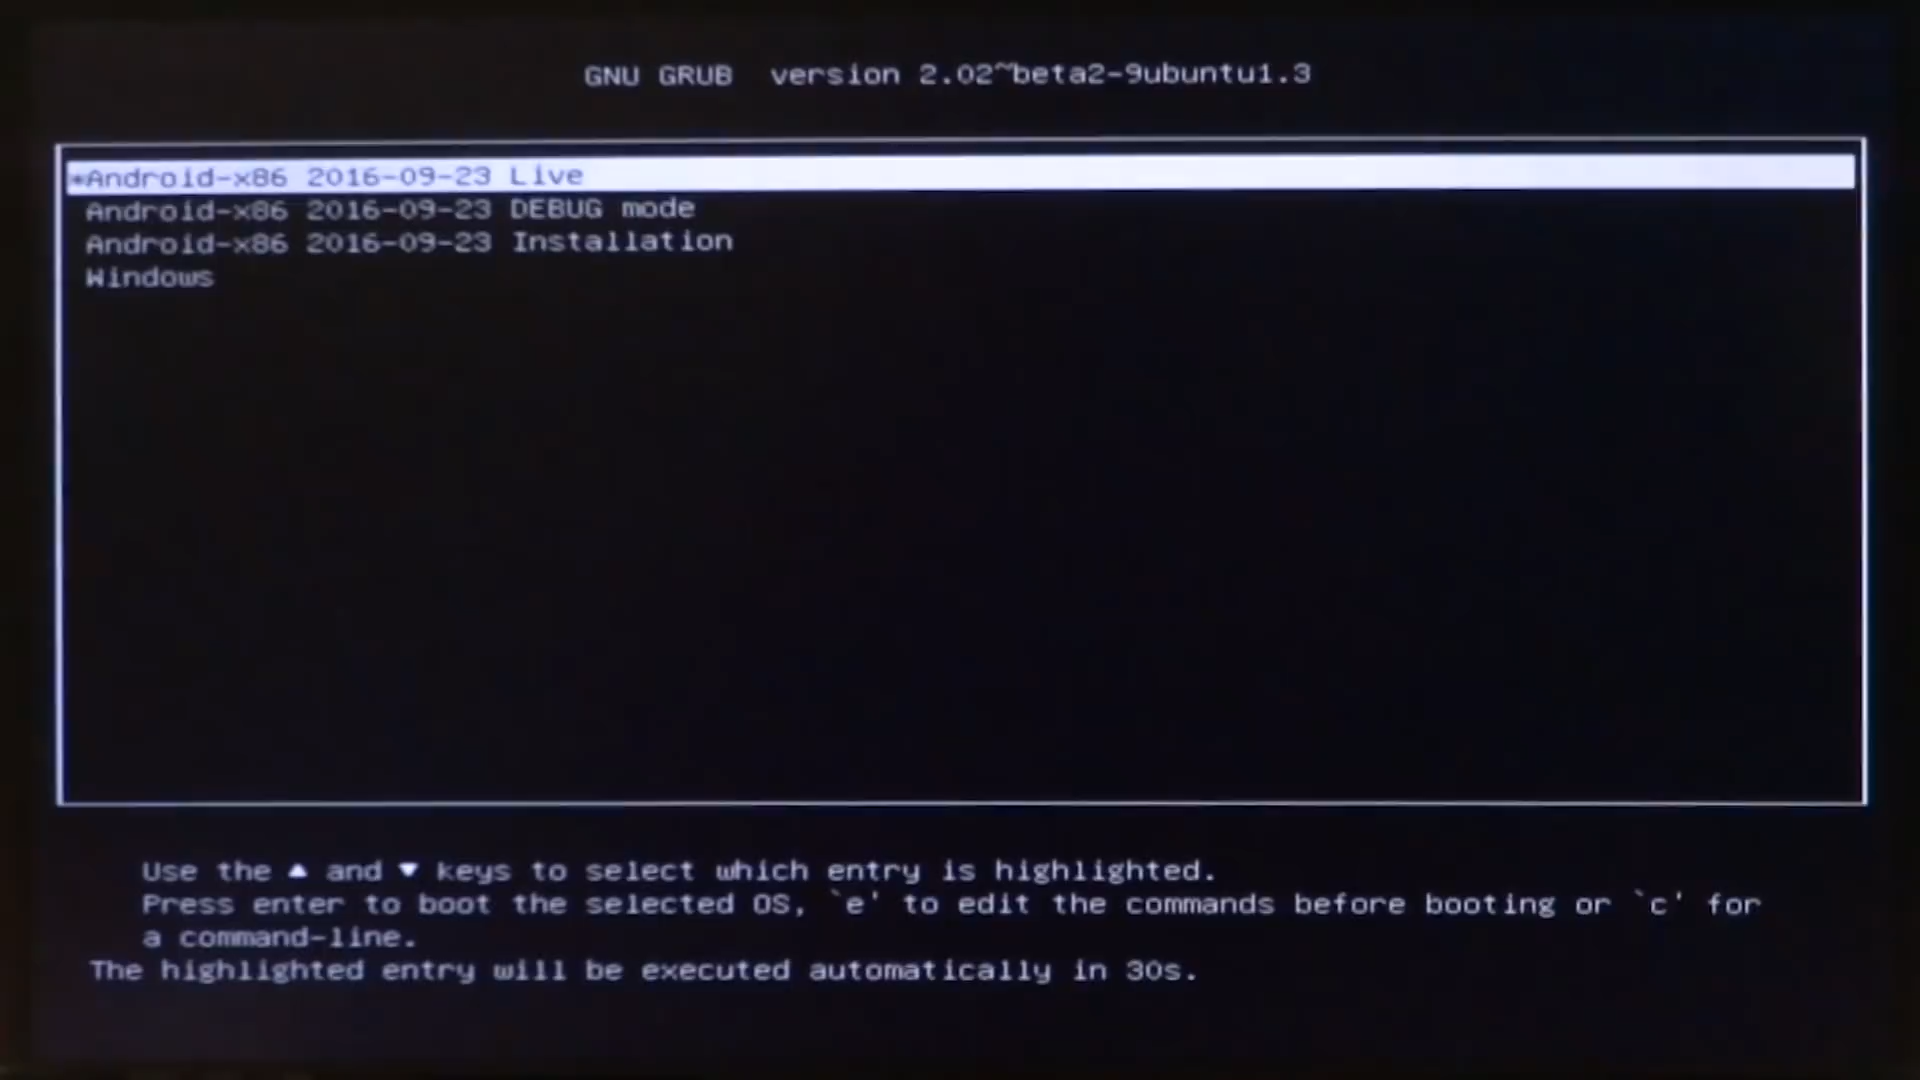 GNU GRUB  version 2.02~beta2-9ubuntu1.3
*Android-x86 2016-09-23 Live
Android-x86 2016-09-23 DEBUG mode
Android-x86 2016-09-23 Installation
Windows
Use the ▲ and ▼ keys to select which entry is highlighted.
Press enter to boot the selected OS, `e' to edit the commands before booting or `c' for
a command-line.
The highlighted entry will be executed automatically in 30s.